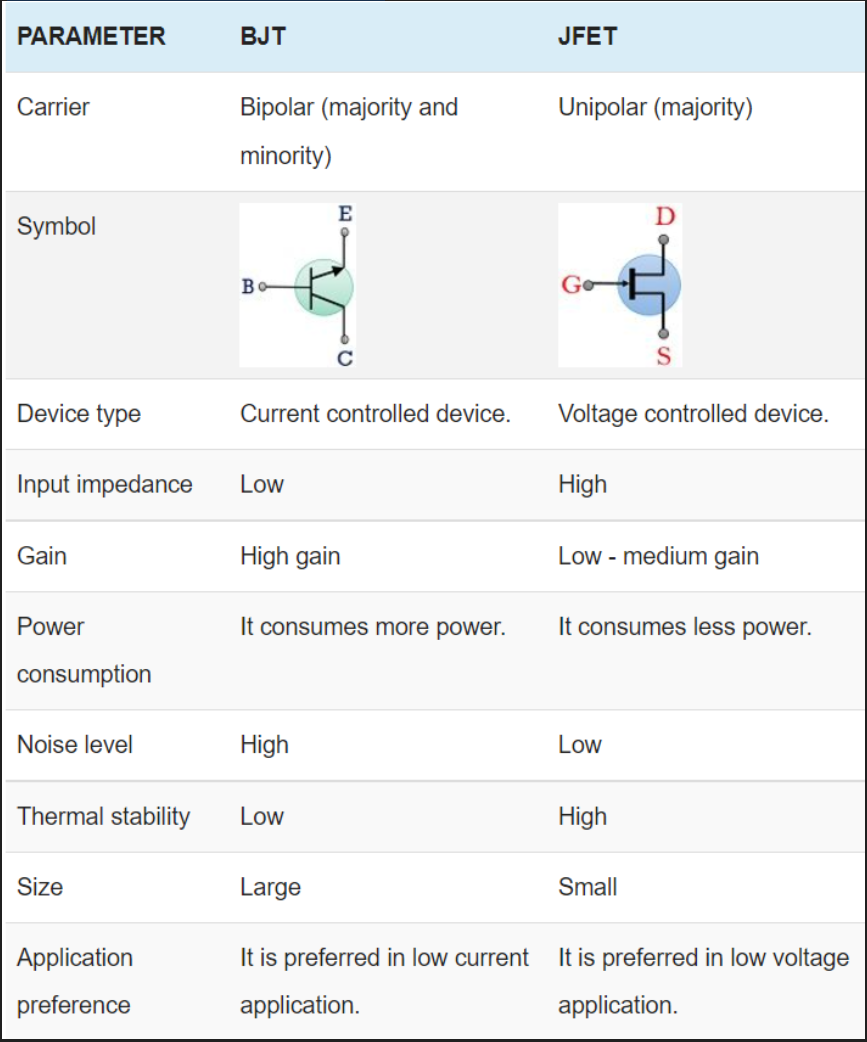 PARAMETER BJT JFET
Carrier Bipolar (majority and Unipolar (majority)
minority)
Symbol
E
B
C
D
G
S
Device type Current controlled device. Voltage controlled device.
Input impedance Low High
Gain High gain Low - medium gain
Power It consumes more power. It consumes less power.
consumption
Noise level High Low
Thermal stability Low High
Size Large Small
Application It is preferred in low current It is preferred in low voltage
preference application. application.